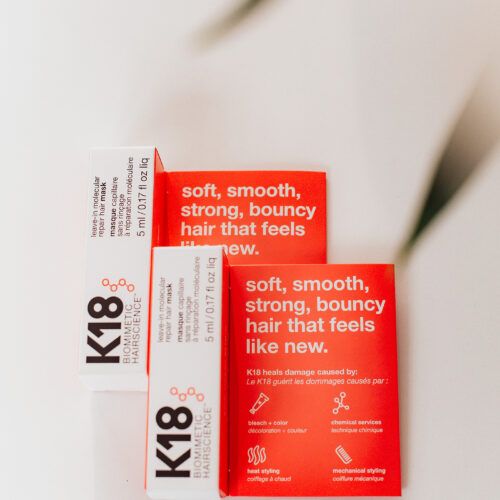 leave-in molecular
repair hair mask
masque capillaire
sans rinçage
à réparation moléculaire
5 ml / 0.17 fl oz liq
K18
BIOMIMETIC
HAIRSCIENCE™
soft, smooth,
strong, bouncy
hair that feels
like new.
leave-in molecular
repair hair mask
masque capillaire
sans rinçage
à réparation moléculaire
5 ml / 0.17 fl oz liq
K18
BIOMIMETIC
HAIRSCIENCE™
soft, smooth,
strong, bouncy
hair that feels
like new.
K18 heals damage caused by:
Le K18 guérit les dommages causés par :
bleach + color
décoloration + couleur
chemical services
technique chimique
heat styling
coiffage à chaud
mechanical styling
coiffure mécanique